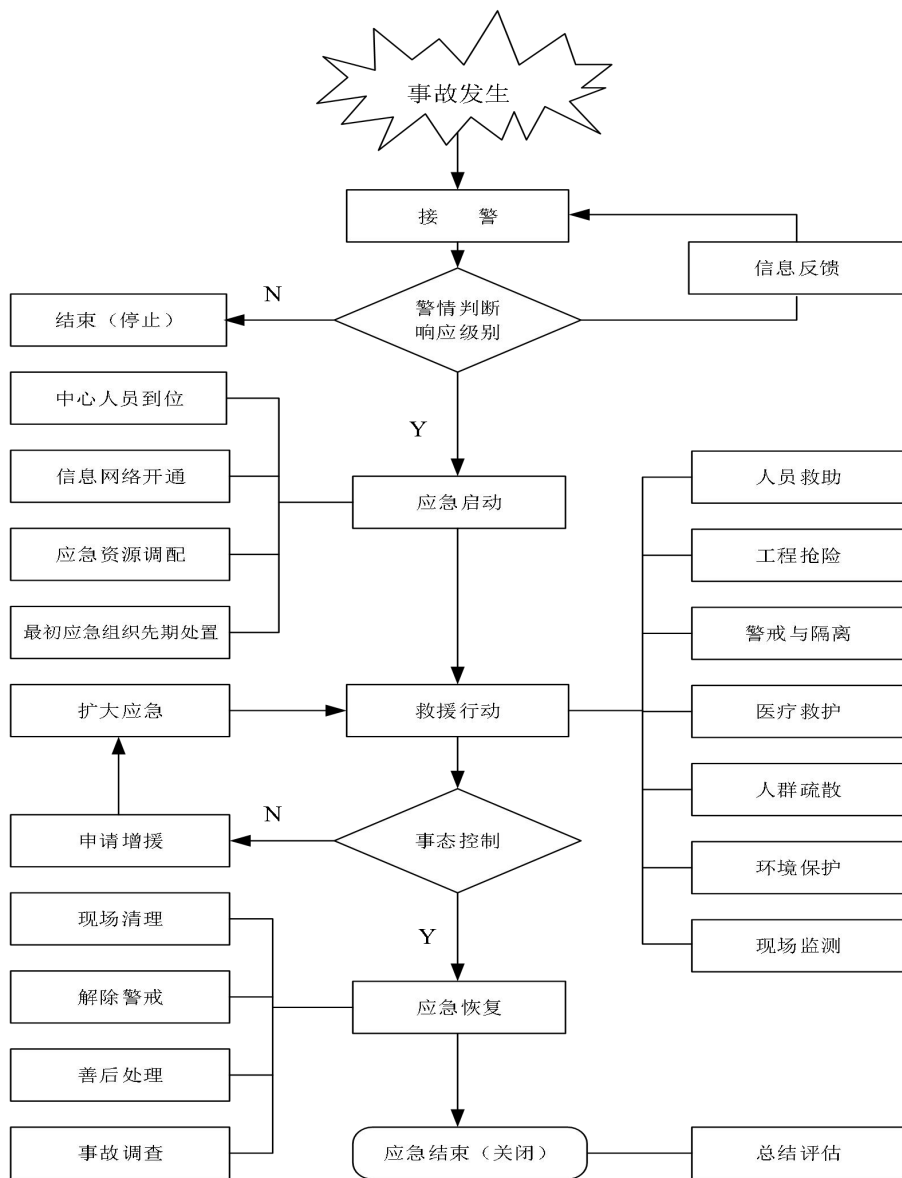 事故发生
接 警
信息反馈
N
警情判断
响应级别
结束（停止）
中心人员到位
Y
信息网络开通
应急启动
人员救助
应急资源调配
工程抢险
最初应急组织先期处置
警戒与隔离
扩大应急
救援行动
医疗救护
人群疏散
N
申请增援
事态控制
环境保护
现场清理
Y
现场监测
解除警戒
应急恢复
善后处理
事故调查
应急结束（关闭）
总结评估